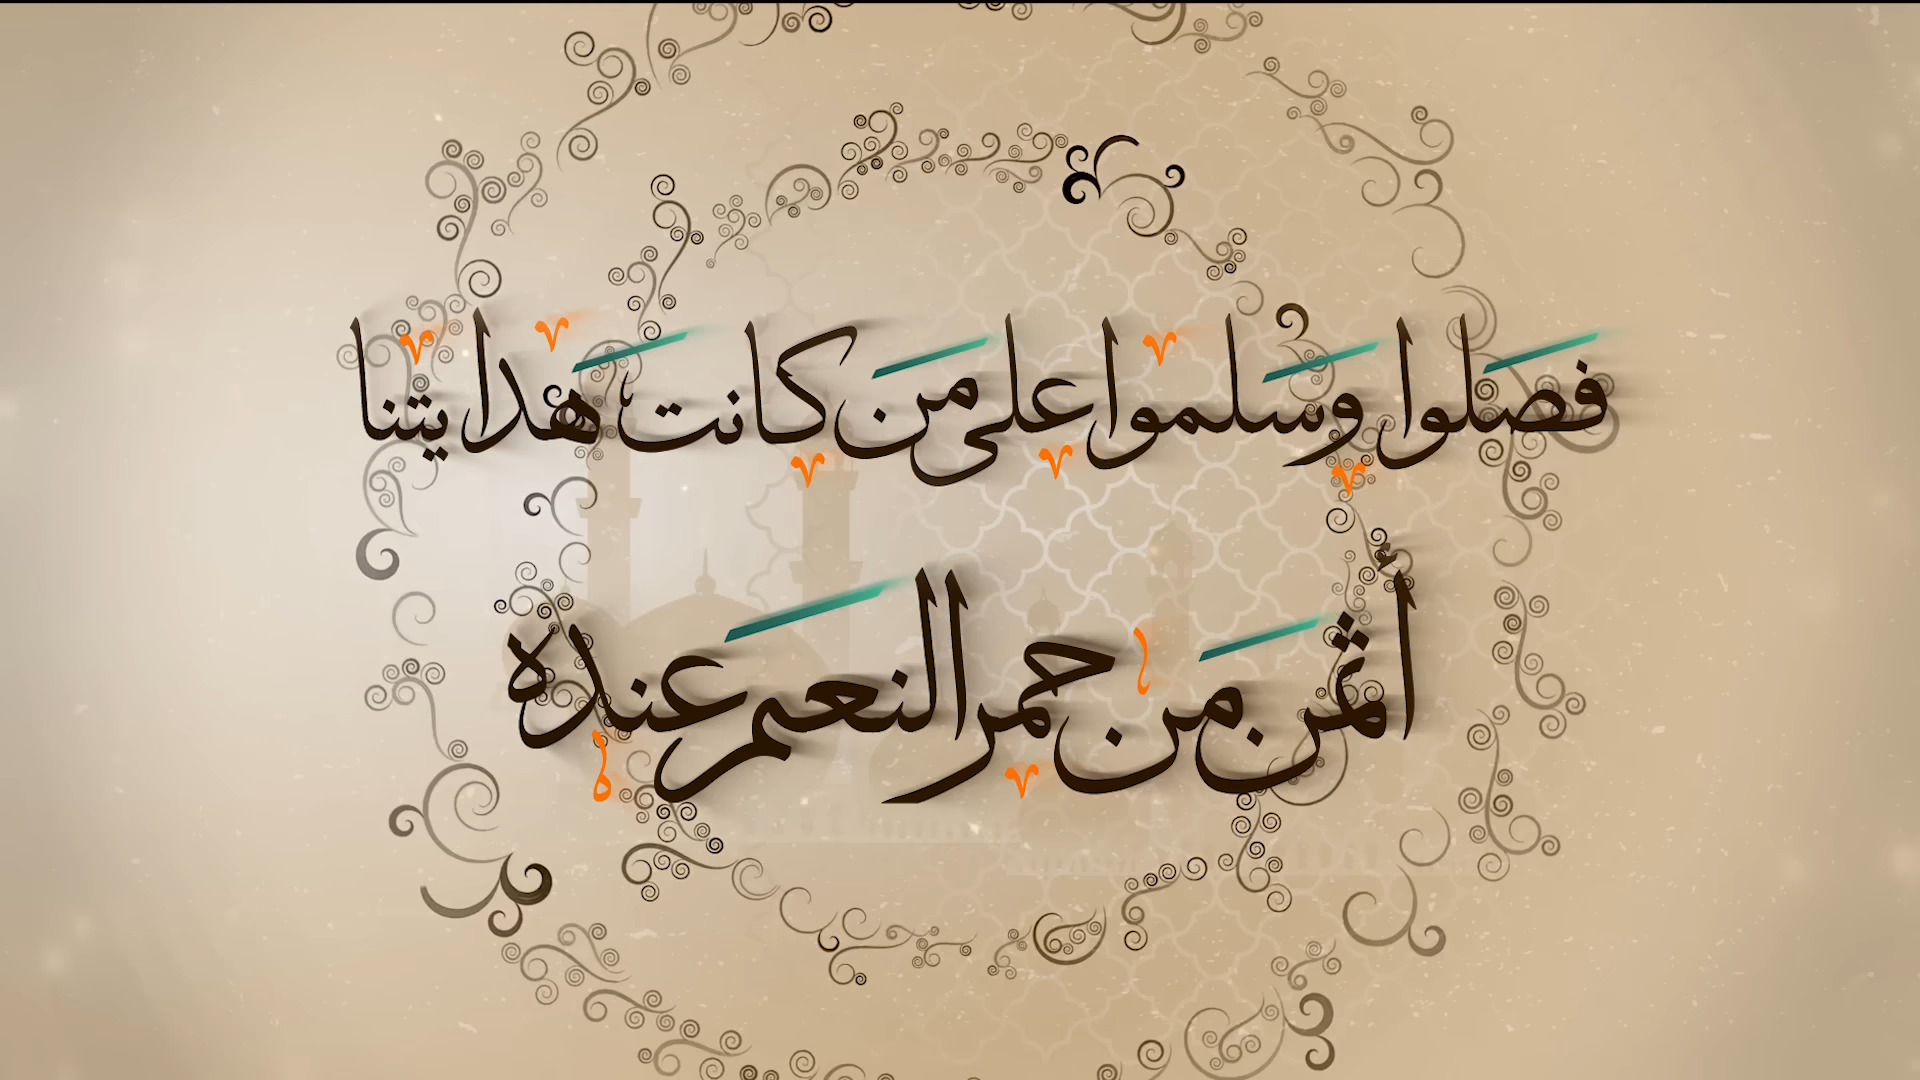 فصلوا وسلموا على من كانت هدايتنا
أثمن من حمر النعم عنده